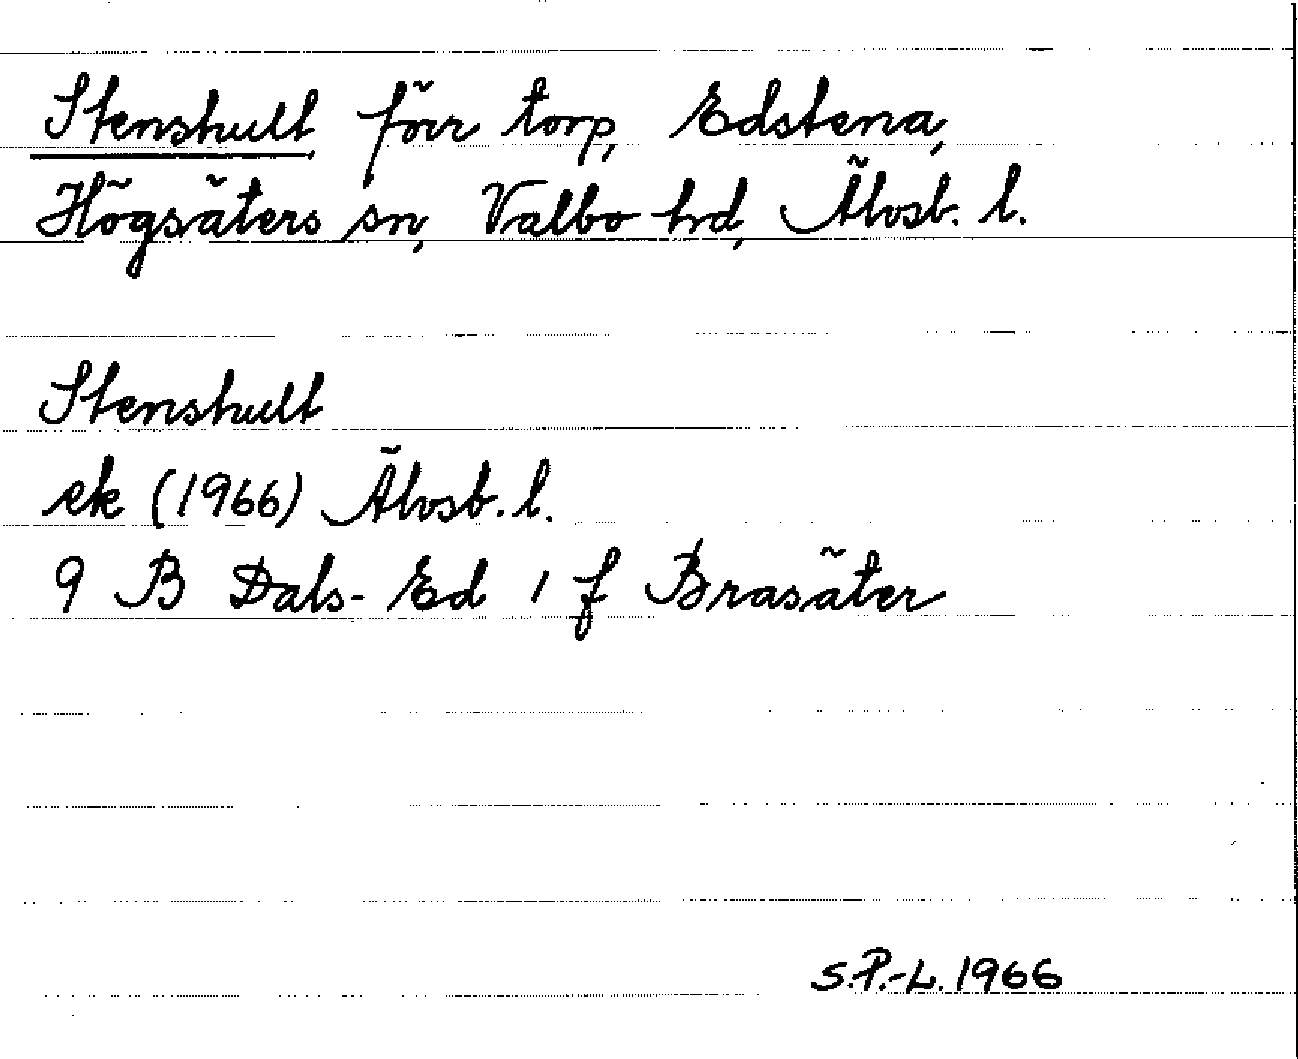 Stenshult förr torp, Edstena,
Högsäters sn, Valbo hd, Älvsb. l.
Stenshult
ek (1966) Älvsb. l.
9 B Dals-Ed 1 f Brasäter
S.P.-L. 1966